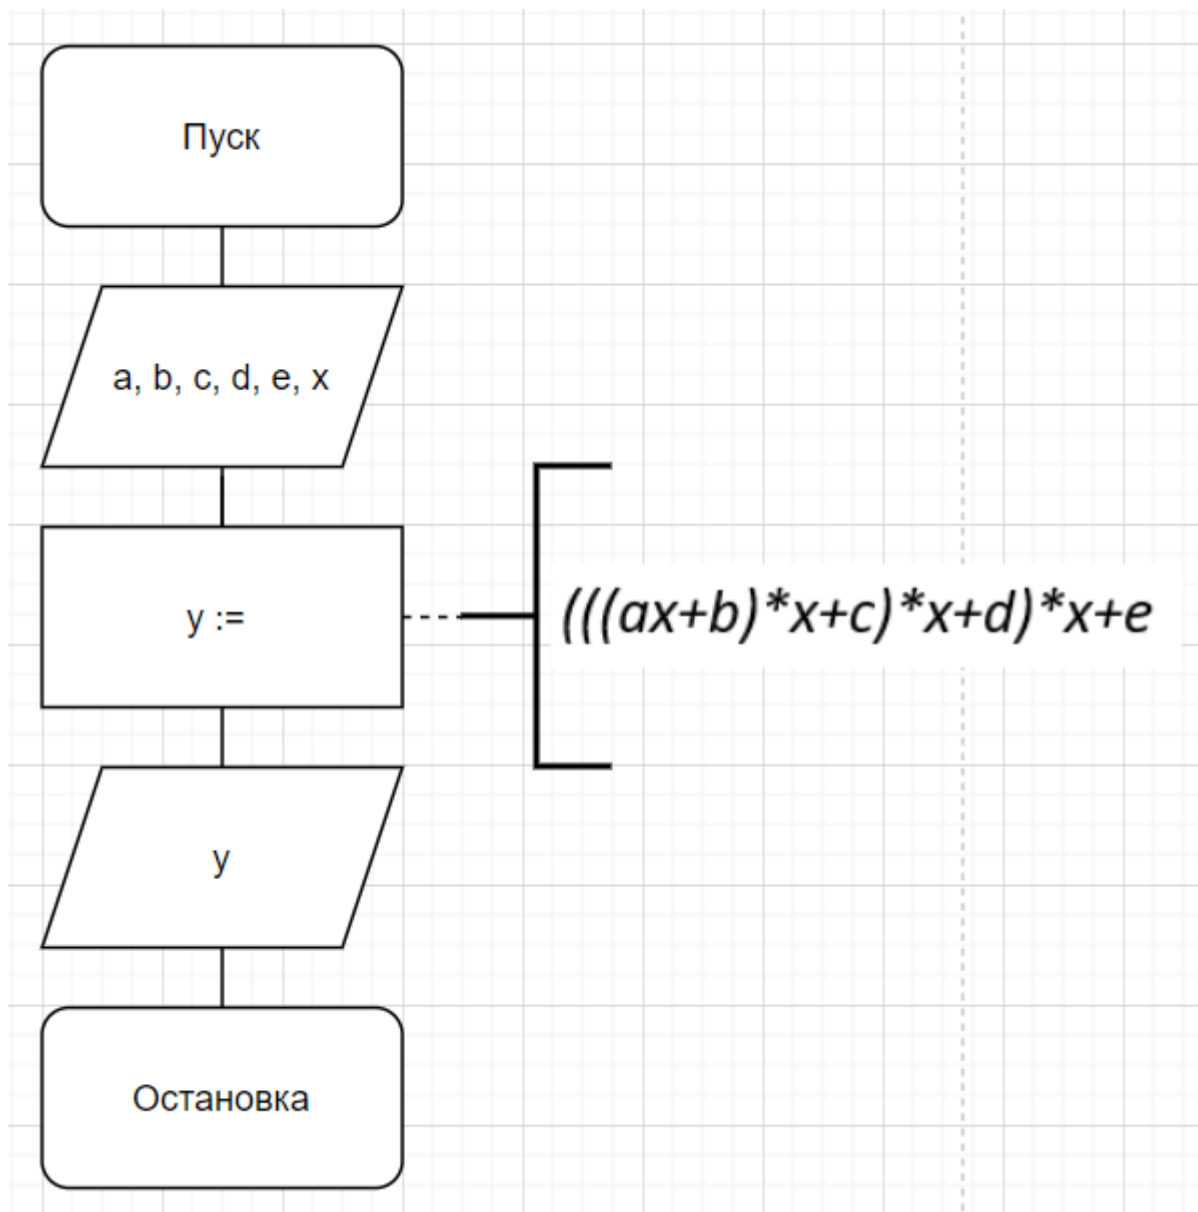 Пуск
a, b, c, d, e, x
y :=
(((ax+b)*x+c)*x+d)*x+e
y
Остановка